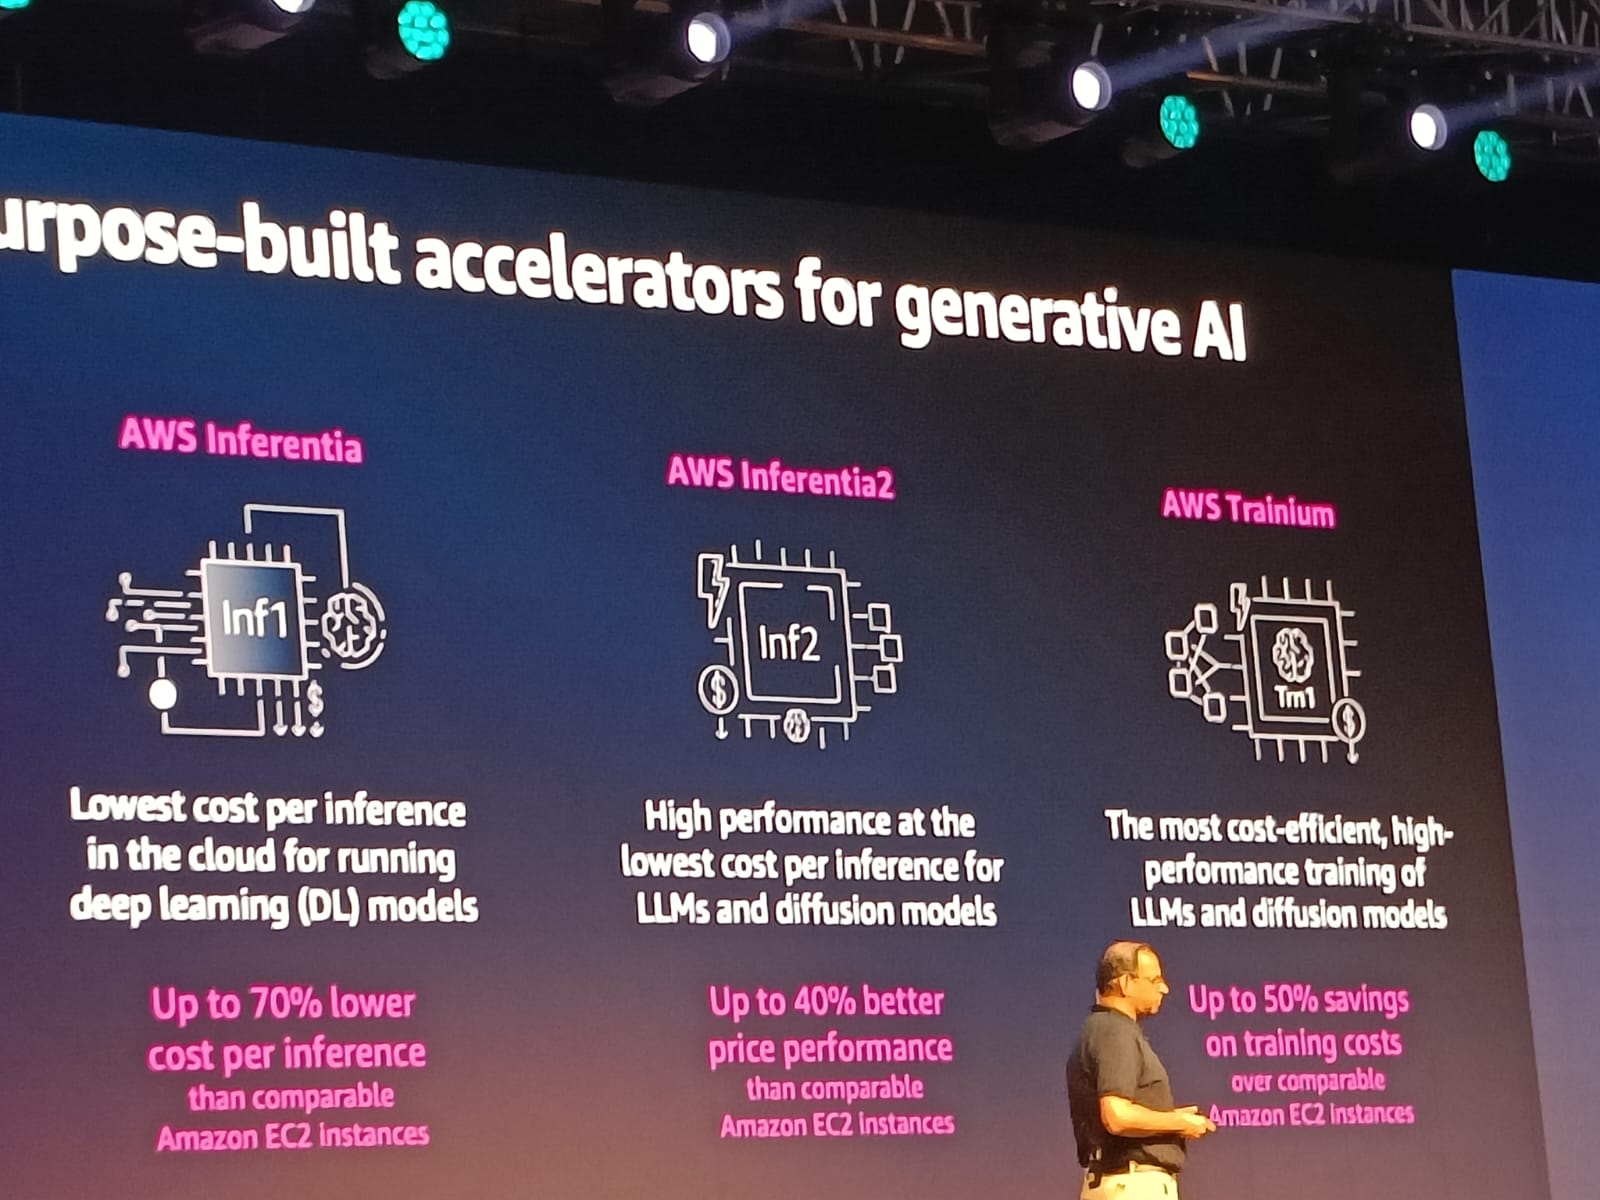 urpose-built accelerators for generative AI
AWS Inferentia
Inf1
$
Lowest cost per inference
in the cloud for running
deep learning (DL) models
Up to 70% lower
cost per inference
than comparable
Amazon EC2 instances
AWS Inferentia2
Inf2
$
High performance at the
lowest cost per inference for
LLMs and diffusion models
Up to 40% better
price performance
than comparable
Amazon EC2 instances
AWS Trainium
Trn1
$
The most cost-efficient, high-
performance training of
LLMs and diffusion models
Up to 50% savings
on training costs
over comparable
Amazon EC2 instances